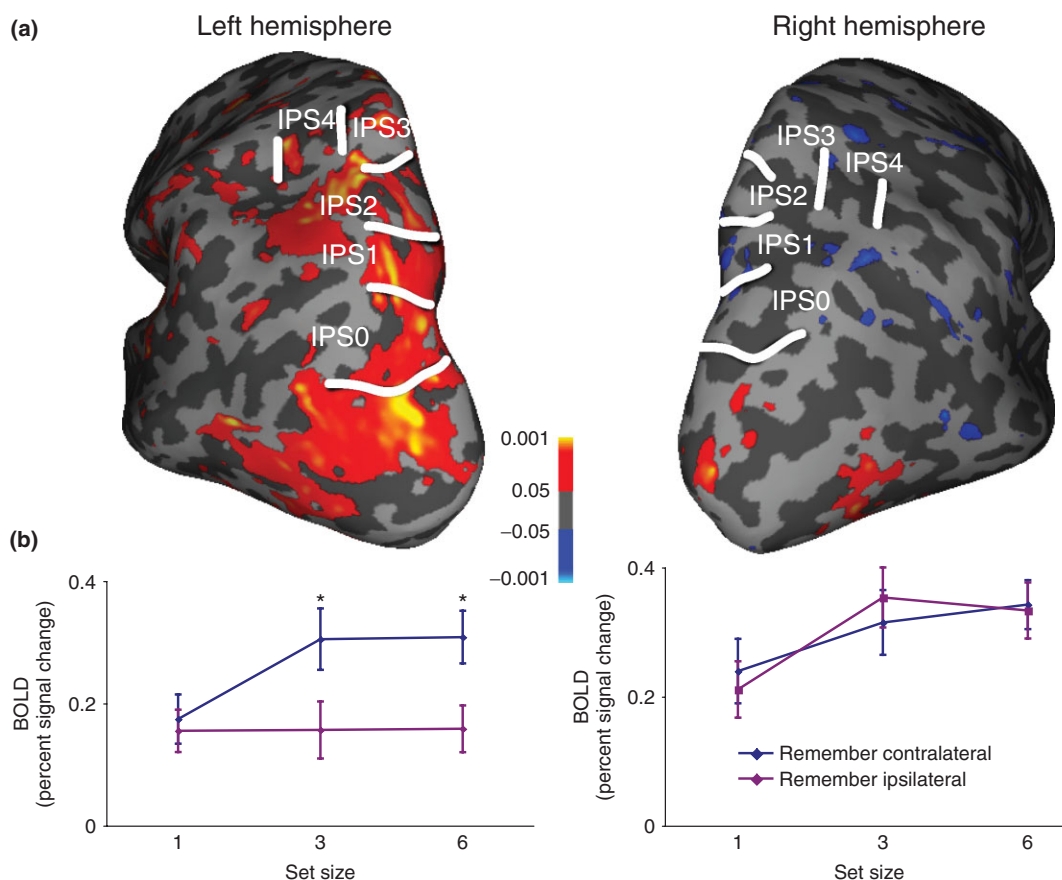 (a)
Left hemisphere
Right hemisphere
IPS4
IPS3
IPS2
IPS1
IPS0
IPS3
IPS4
IPS2
IPS1
IPS0
0.001
0.05
−0.05
−0.001
(b)
0.4
0.2
0
BOLD
(percent signal change)
*
*
1
3
6
Set size
0.4
0.2
0
BOLD
(percent signal change)
Remember contralateral
Remember ipsilateral
1
3
6
Set size